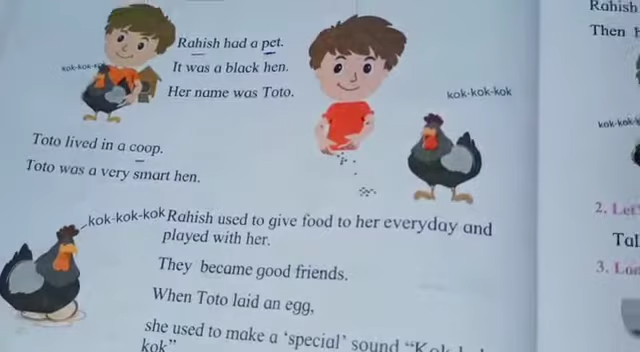 Rahish had a pet.
kok-kok-kok
It was a black hen.
Her name was Toto.
kok-kok-kok
Toto lived in a coop.
Toto was a very smart hen.
kok-kok-kok
Rahish used to give food to her everyday and
played with her.
They became good friends.
When Toto laid an egg,
she used to make a ‘special’ sound “Kok
kok”
Rahish
Then
kok-kok
2. Let
Tal
3.